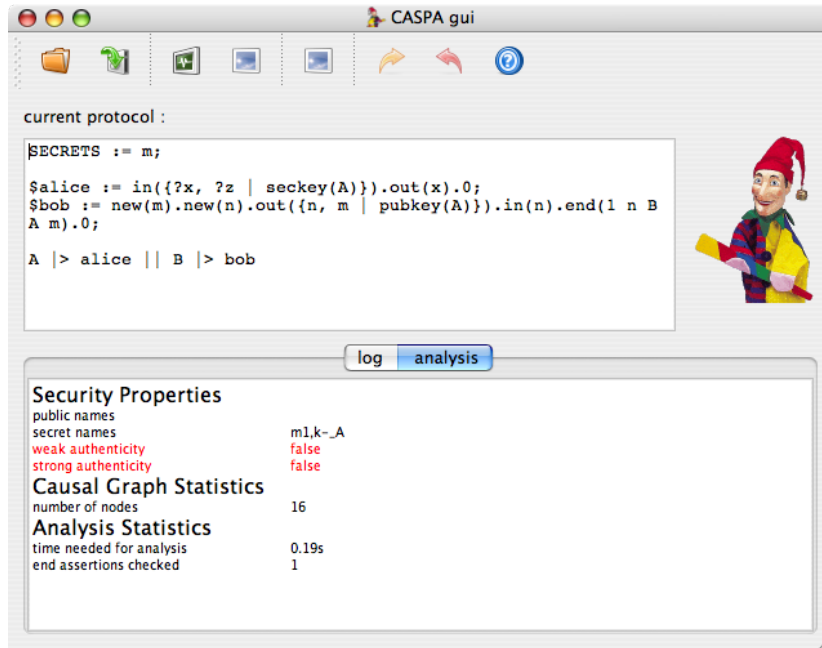 CASPA gui
current protocol :
SECRETS := m;
$alice := in({?x, ?z | seckey(A)}).out(x).0;
$bob := new(m).new(n).out({n, m | pubkey(A)}).in(n).end(1 n B
A m).0;
A |> alice || B |> bob
log analysis
Security Properties
public names
secret names m1,k-_A
weak authenticity false
strong authenticity false
Causal Graph Statistics
number of nodes 16
Analysis Statistics
time needed for analysis 0.19s
end assertions checked 1